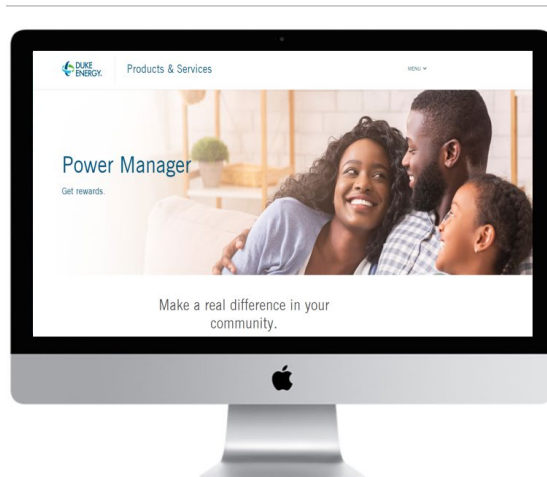 DUKE
ENERGY.
Products & Services
MENU
Power Manager
Get rewards.
Make a real difference in your
community.